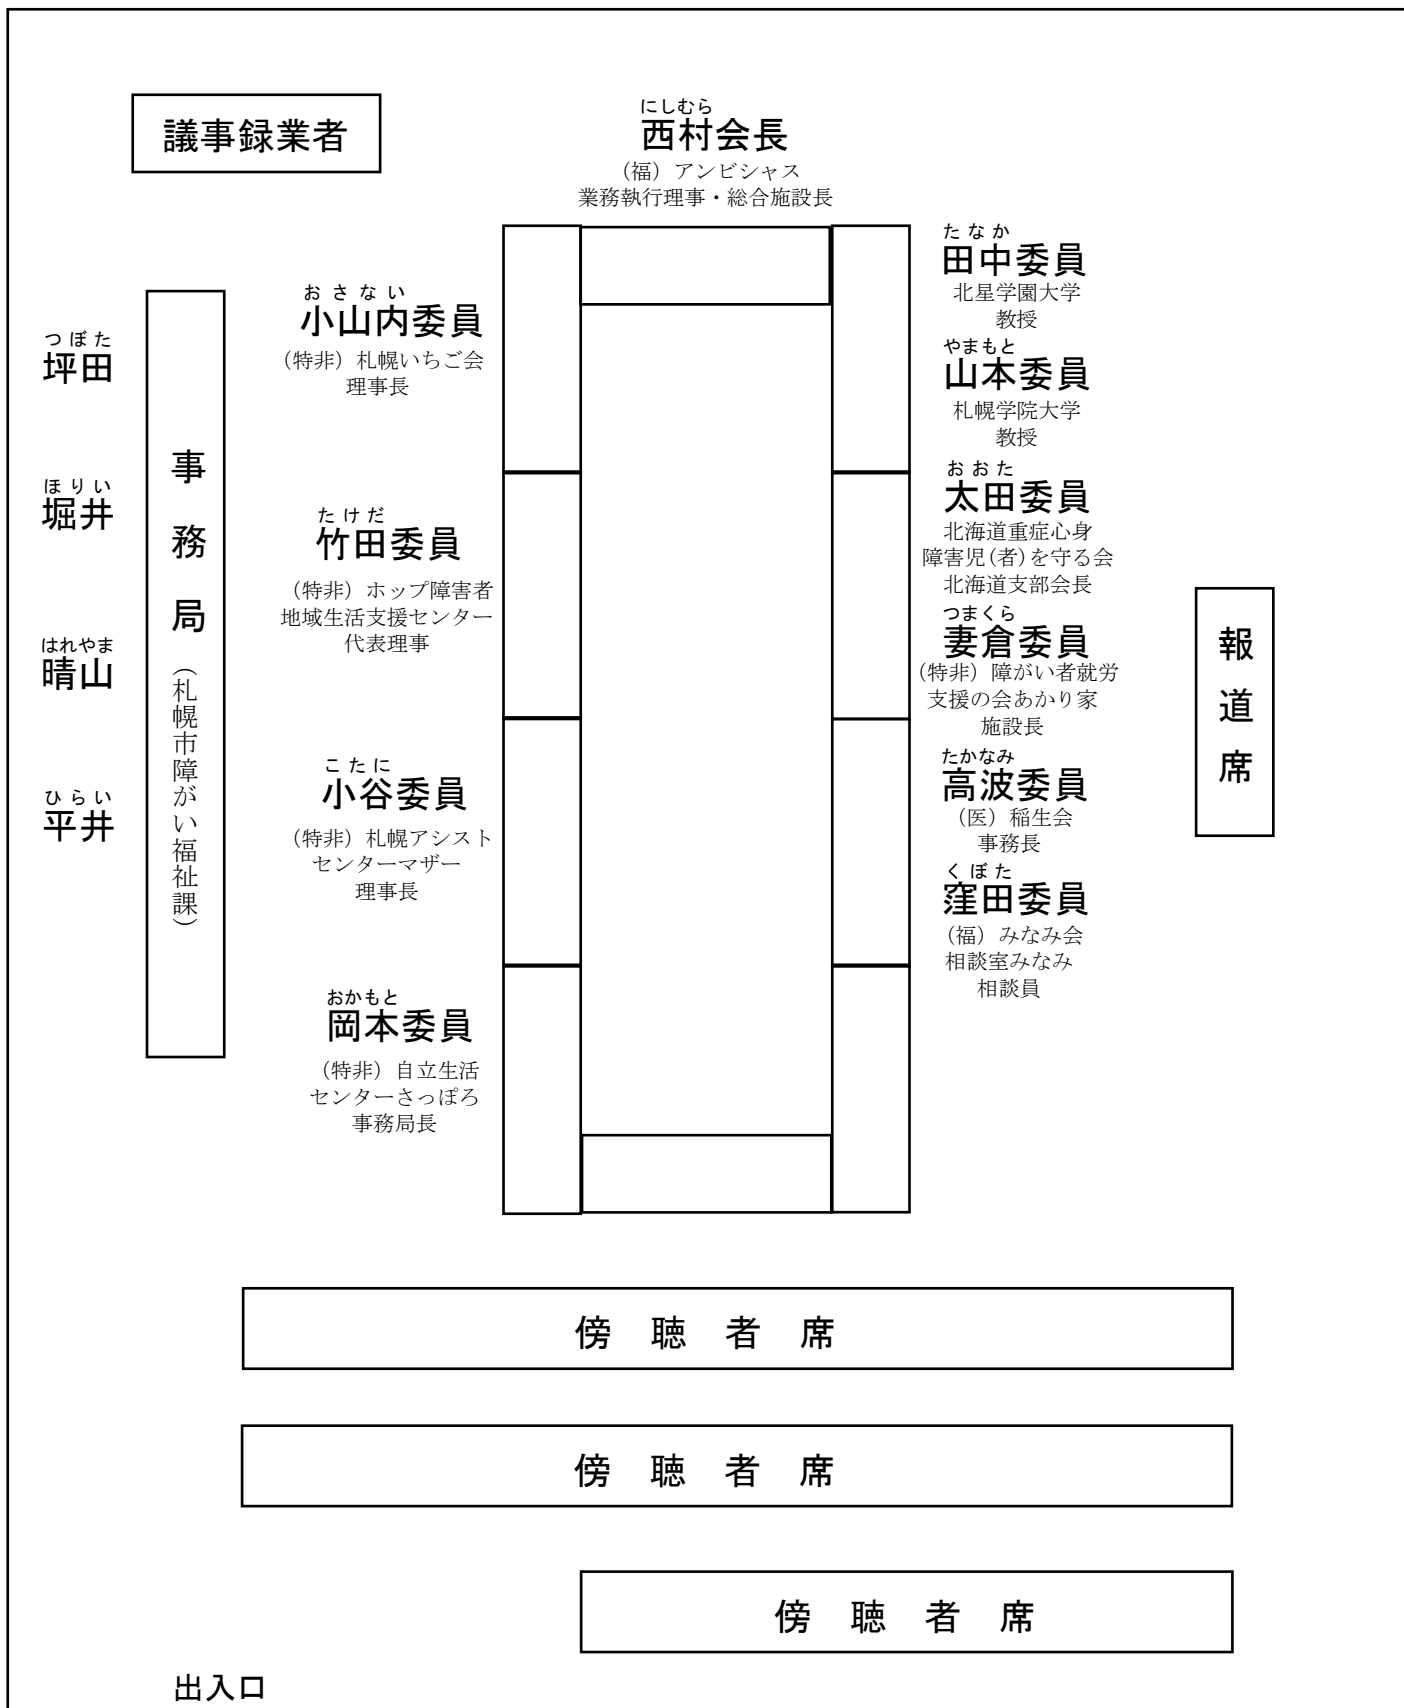 議事録業者
にしむら
西村会長
（福）アンビシャス
業務執行理事・総合施設長
つぼた
坪田
ほりい
堀井
はれやま
晴山
ひらい
平井
事務局（札幌市障がい福祉課）
おさない
小山内委員
（特非）札幌いちご会
理事長
たけだ
竹田委員
（特非）ホップ障害者
地域生活支援センター
代表理事
こたに
小谷委員
（特非）札幌アシスト
センターマザー
理事長
おかもと
岡本委員
（特非）自立生活
センターさっぽろ
事務局長
たなか
田中委員
北星学園大学
教授
やまもと
山本委員
札幌学院大学
教授
おおた
太田委員
北海道重症心身
障害児(者)を守る会
北海道支部会長
つまくら
妻倉委員
（特非）障がい者就労
支援の会あかり家
施設長
たかなみ
高波委員
（医）稲生会
事務長
くぼた
窪田委員
（福）みなみ会
相談室みなみ
相談員
報道席
傍聴者席
傍聴者席
傍聴者席
出入口